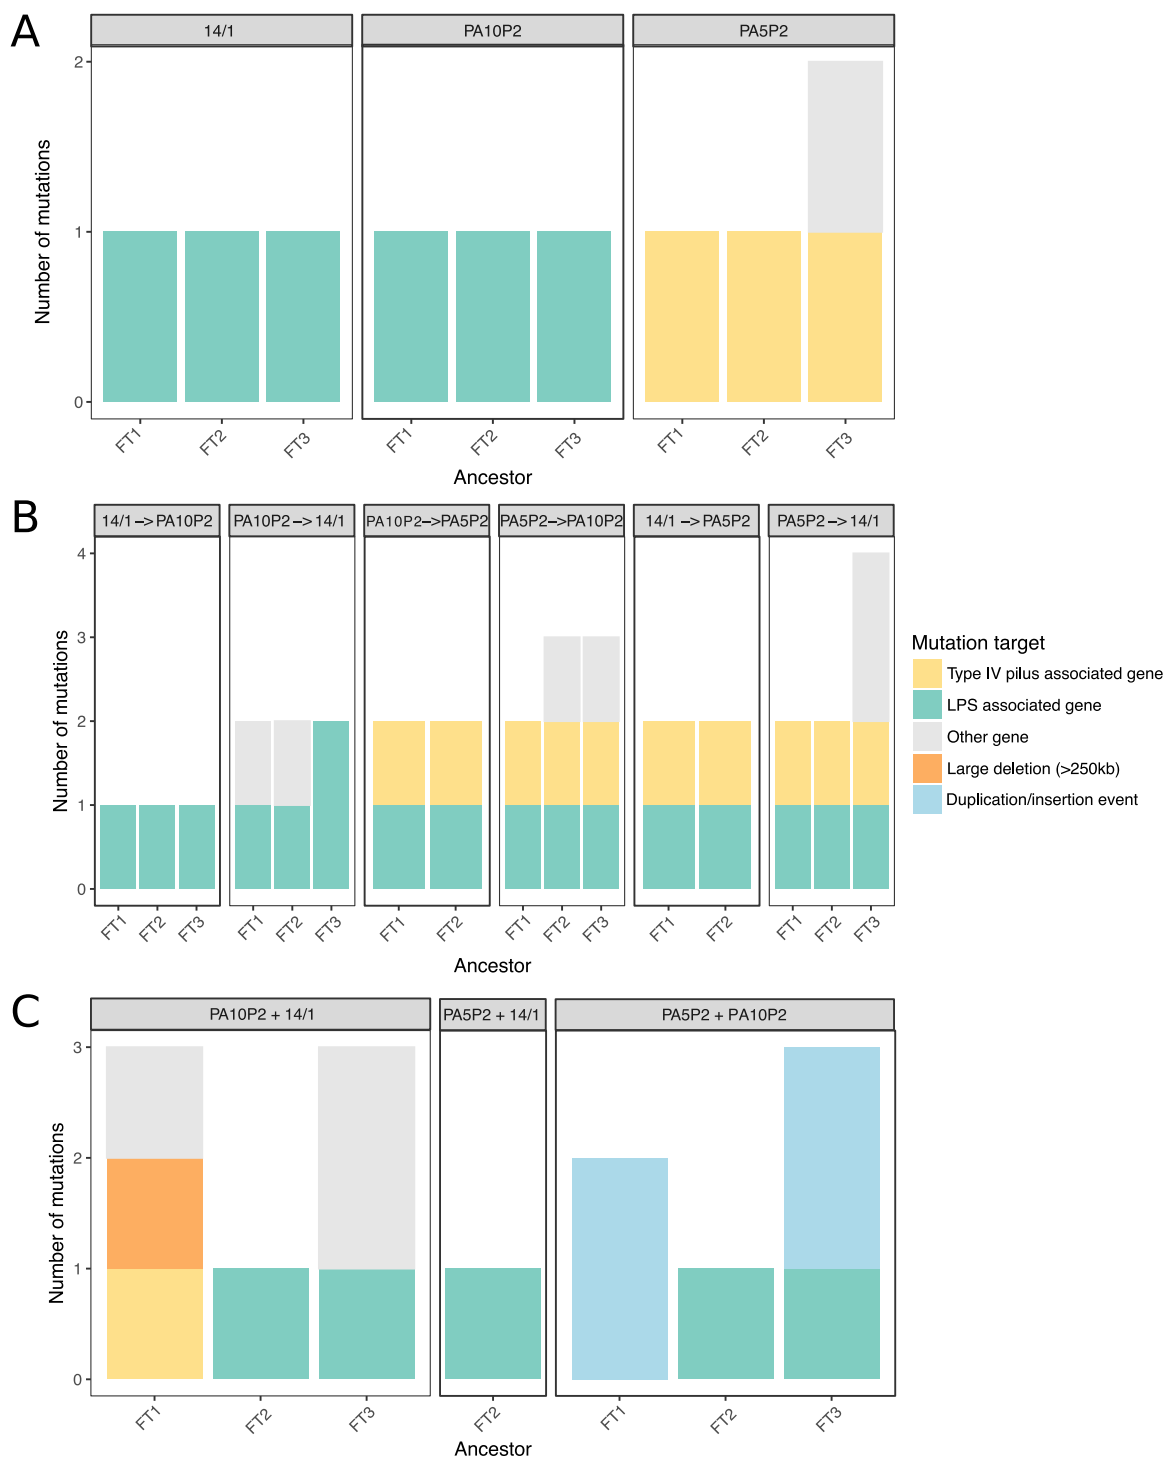 A
14/1 PA10P2 PA5P2
Number of mutations
2
1
0
FT1 FT2 FT3 FT1 FT2 FT3 FT1 FT2 FT3
Ancestor
B
14/1 –> PA10P2 PA10P2 –> 14/1 PA10P2–>PA5P2 PA5P2 –>PA10P2 14/1 –> PA5P2 PA5P2 –> 14/1
Number of mutations
4
3
2
1
0
FT1 FT2 FT3 FT1 FT2 FT3 FT1 FT2 FT1 FT2 FT3 FT1 FT2 FT1 FT2 FT3
Ancestor
Mutation target
Type IV pilus associated gene
LPS associated gene
Other gene
Large deletion (>250kb)
Duplication/insertion event
C
PA10P2 + 14/1 PA5P2 + 14/1 PA5P2 + PA10P2
Number of mutations
3
2
1
0
FT1 FT2 FT3 FT2 FT1 FT2 FT3
Ancestor